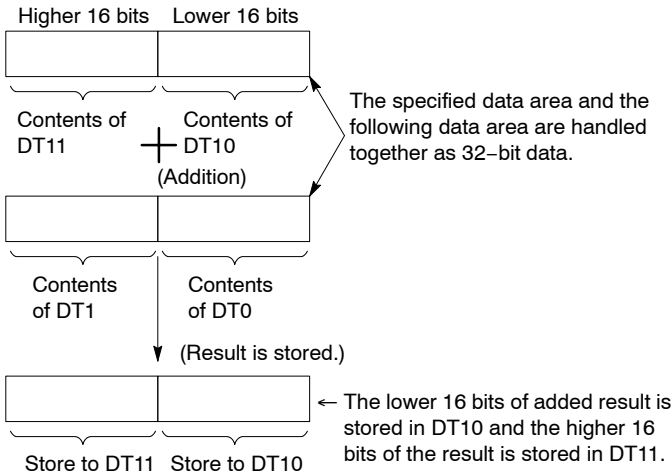 Higher 16 bits Lower 16 bits
Contents of DT11
Contents of DT10
+
(Addition)
The specified data area and the
following data area are handled
together as 32−bit data.
Contents
of DT1
Contents
of DT0
(Result is stored.)
← The lower 16 bits of added result is
stored in DT10 and the higher 16
bits of the result is stored in DT11.
Store to DT11 Store to DT10